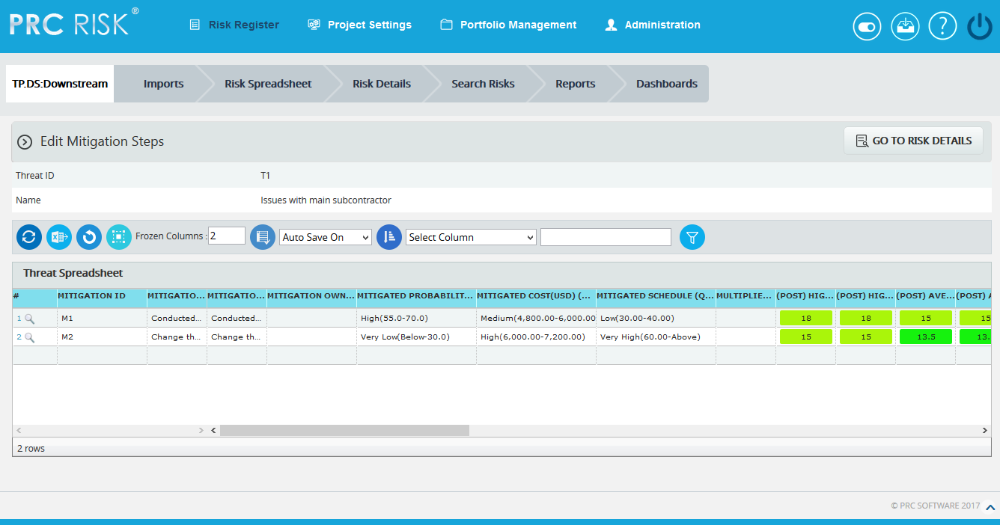 PRC RISK®
Risk Register Project Settings Portfolio Management Administration
?
TP.DS:Downstream Imports Risk Spreadsheet Risk Details Search Risks Reports Dashboards
Edit Mitigation Steps GO TO RISK DETAILS
Threat ID T1
Name Issues with main subcontractor
Frozen Columns : 2 Auto Save On Select Column
Threat Spreadsheet
# MITIGATION ID MITIGATIO... MITIGATIO... MITIGATION OWN... MITIGATED PROBABILIT... MITIGATED COST(USD) (... MITIGATED SCHEDULE (Q... MULTIPLIE... (POST) HIG... (POST) HIG... (POST) AVE... (POST) A
1 M1 Conducted... Conducted... High(55.0-70.0) Medium(4,800.00-6,000.00 Low(30.00-40.00) 18 18 15 15
2 M2 Change th... Change th... Very Low(Below-30.0) High(6,000.00-7,200.00) Very High(60.00-Above) 15 15 13.5 13.
2 rows
© PRC SOFTWARE 2017